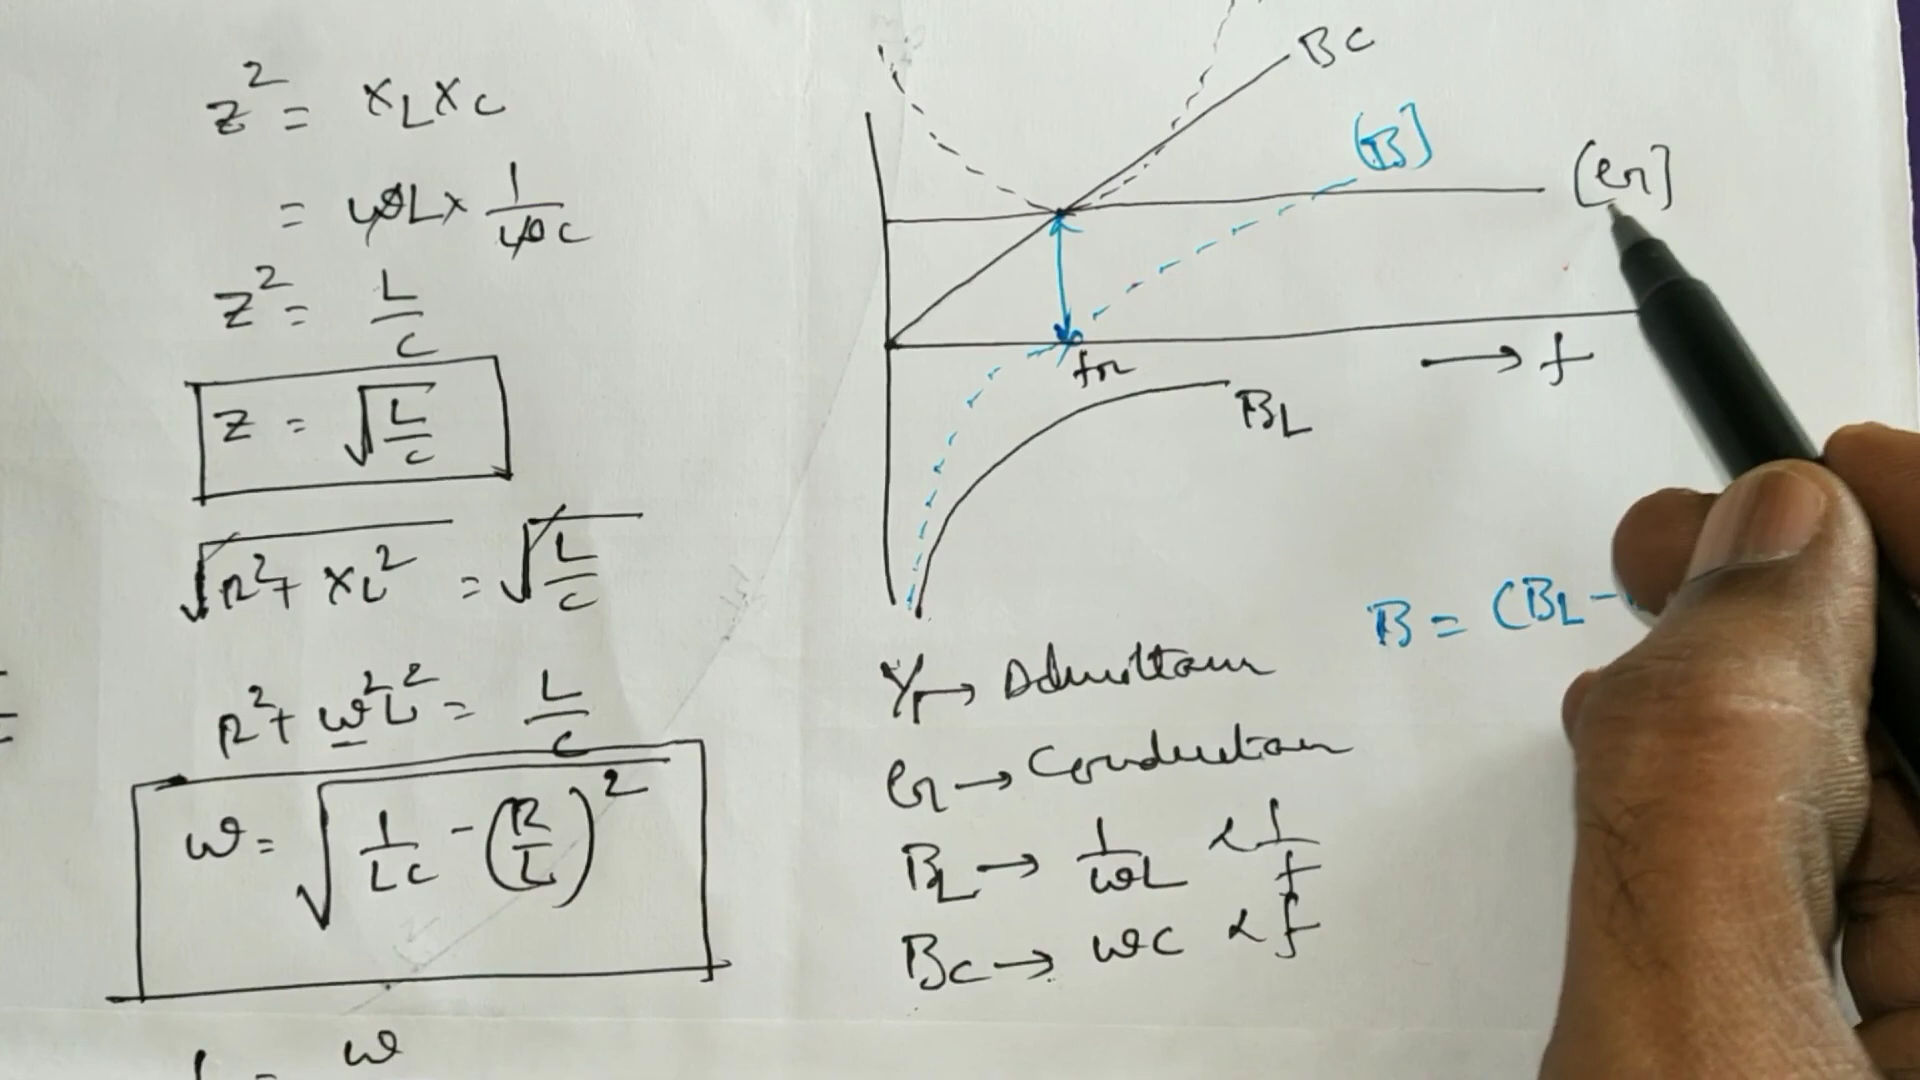 Z² = XL XC
= ωL × 1/ωC
Z² = L/C
Z = √(L/C)
√(R² + XL²) = √(L/C)
R² + ω²L² = L/C
ω = √(1/LC - (R/L)²)
ω
BC
[B]
[G]
fr
→ f
BL
B = (BL -
Y → Admittance
G → Conductance
BL → 1/ωL ∝ 1/f
BC → ωC ∝ f